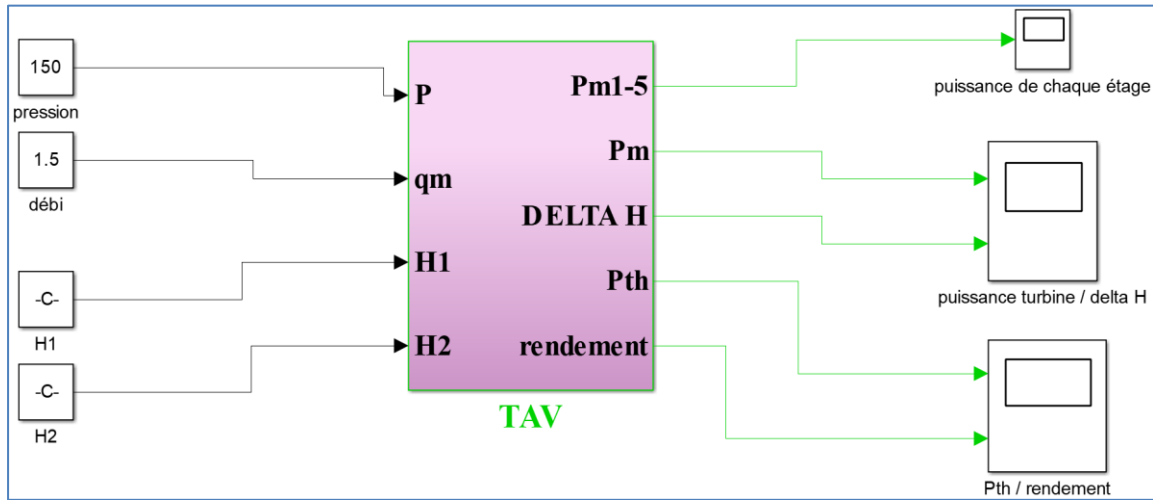 150
pression
1.5
débi
-C-
H1
-C-
H2
P
qm
H1
H2
Pm1-5
Pm
DELTA H
Pth
rendement
TAV
puissance de chaque étage
puissance turbine / delta H
Pth / rendement